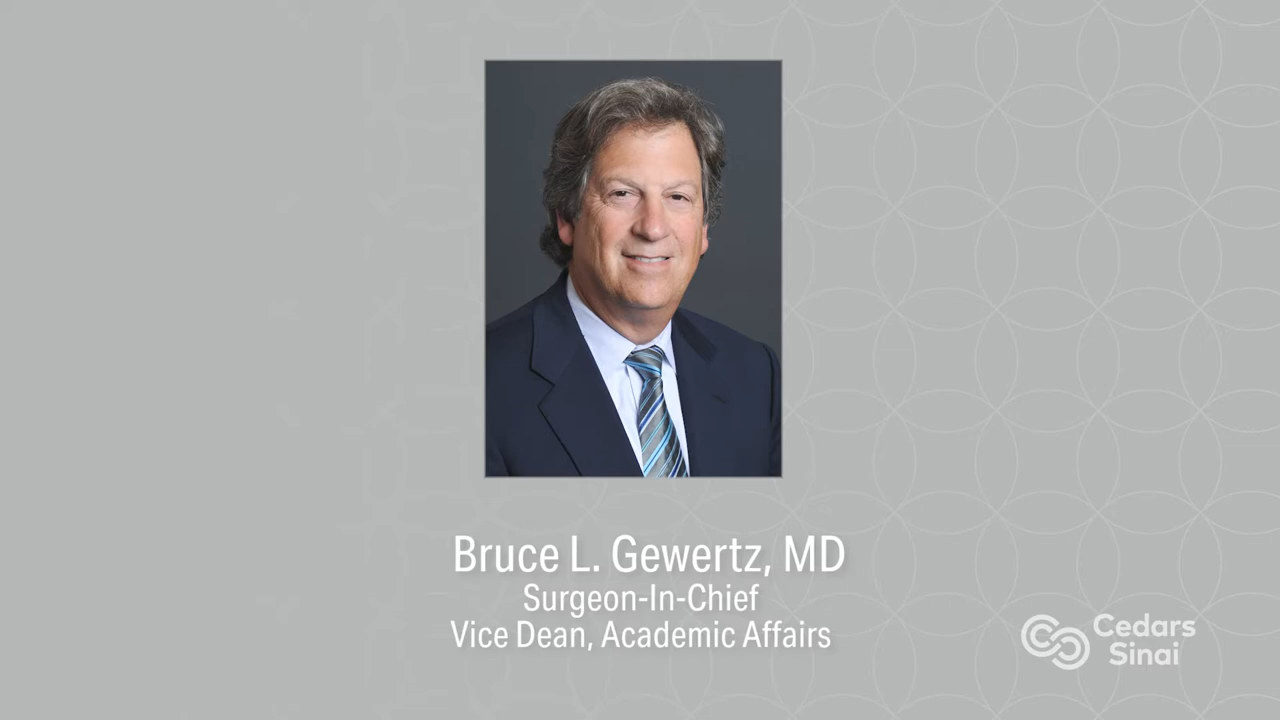 Bruce L. Gewertz, MD
Surgeon-In-Chief
Vice Dean, Academic Affairs
Cedars
Sinai